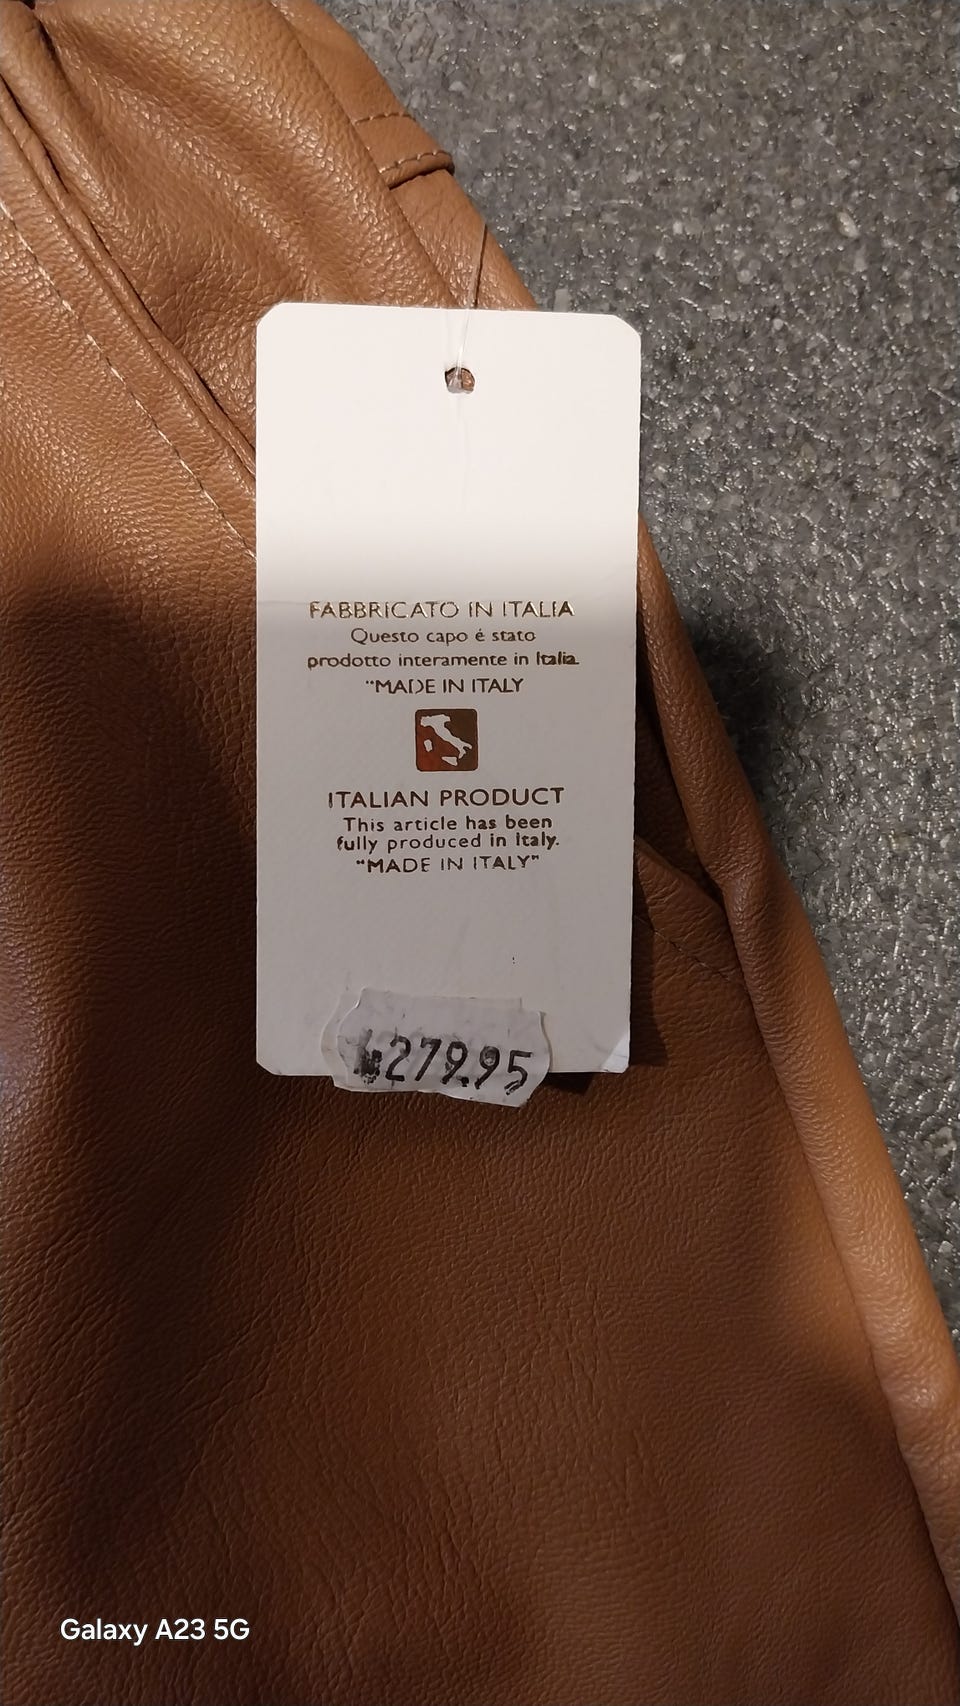 FABBRICATO IN ITALIA
Questo capo é stato
prodotto interamente in Italia.
"MADE IN ITALY
ITALIAN PRODUCT
This article has been
fully produced in Italy.
"MADE IN ITALY"
279.95
Galaxy A23 5G